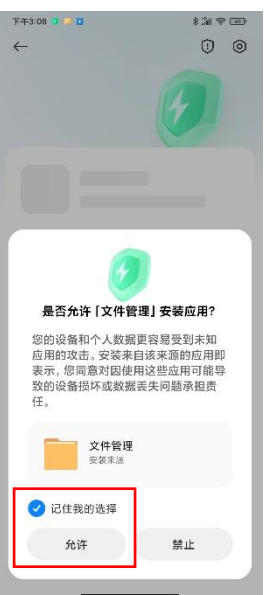 下午3:08
是否允许「文件管理」安装应用?
您的设备和个人数据更容易受到未知
应用的攻击。安装来自该来源的应用即
表示，您同意对因使用这些应用可能导
致的设备损坏或数据丢失问题承担责
任。
文件管理
安装来源
记住我的选择
允许
禁止